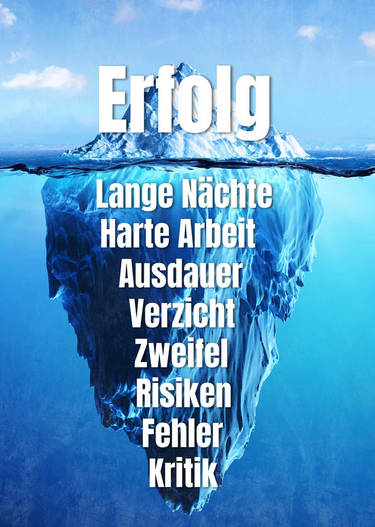 Erfolg
Lange Nächte
Harte Arbeit
Ausdauer
Verzicht
Zweifel
Risiken
Fehler
Kritik